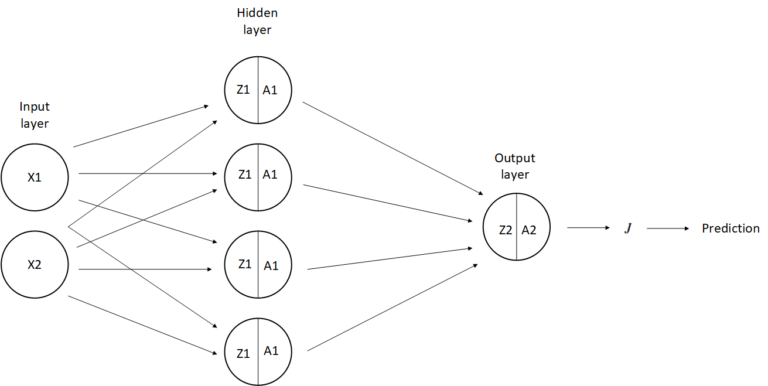 Hidden
layer
Z1 A1
Input
layer
X1
Z1 A1
Output
layer
Z2 A2
J
Prediction
X2
Z1 A1
Z1 A1